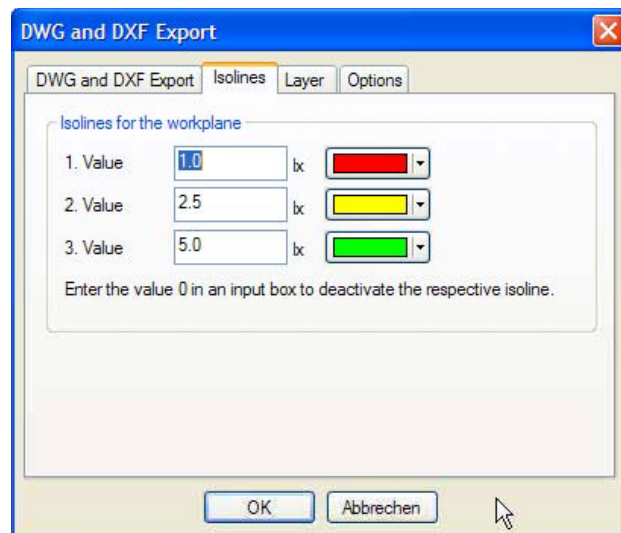 DWG and DXF Export
DWG and DXF Export Isolines Layer Options
Isolines for the workplane
1. Value 1.0 lx
2. Value 2.5 lx
3. Value 5.0 lx
Enter the value 0 in an input box to deactivate the respective isoline.
OK Abbrechen